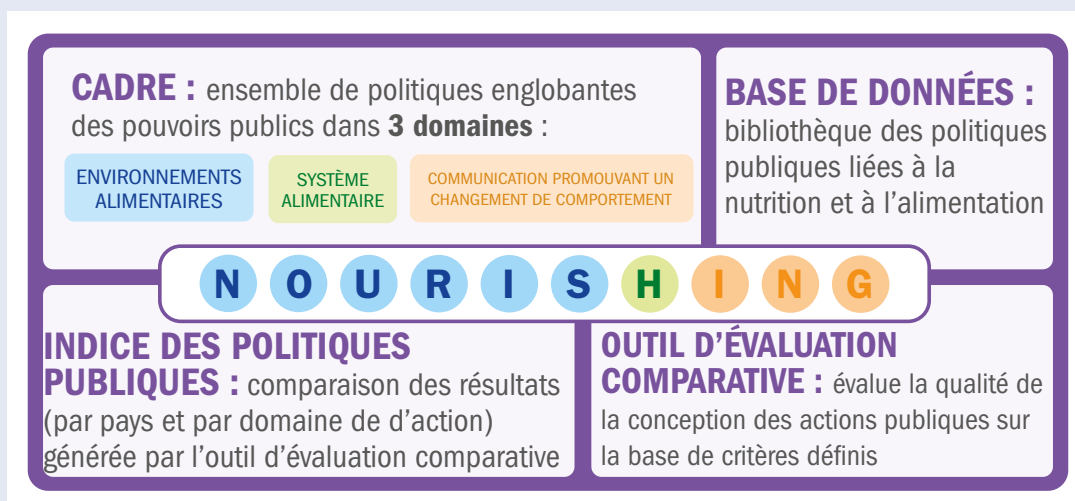 CADRE : ensemble de politiques englobantes
des pouvoirs publics dans 3 domaines :
ENVIRONNEMENTS
ALIMENTAIRES
SYSTÈME
ALIMENTAIRE
COMMUNICATION PROMOUVANT UN
CHANGEMENT DE COMPORTEMENT
BASE DE DONNÉES :
bibliothèque des politiques
publiques liées à la
nutrition et à l'alimentation
N O U R I S H I N G
INDICE DES POLITIQUES
PUBLIQUES : comparaison des résultats
(par pays et par domaine de d'action)
générée par l'outil d'évaluation comparative
OUTIL D'ÉVALUATION
COMPARATIVE : évalue la qualité de
la conception des actions publiques sur
la base de critères définis